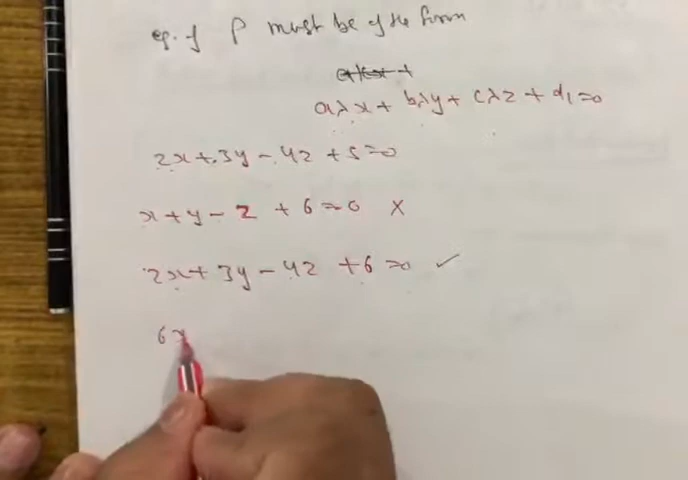 eq. of P must be of the form
aλx + bλy + cλz + d₁=0
2x+3y-4z+5=0
x+y-z+6=0 X
2x+3y-4z+6=0 ✓
6x